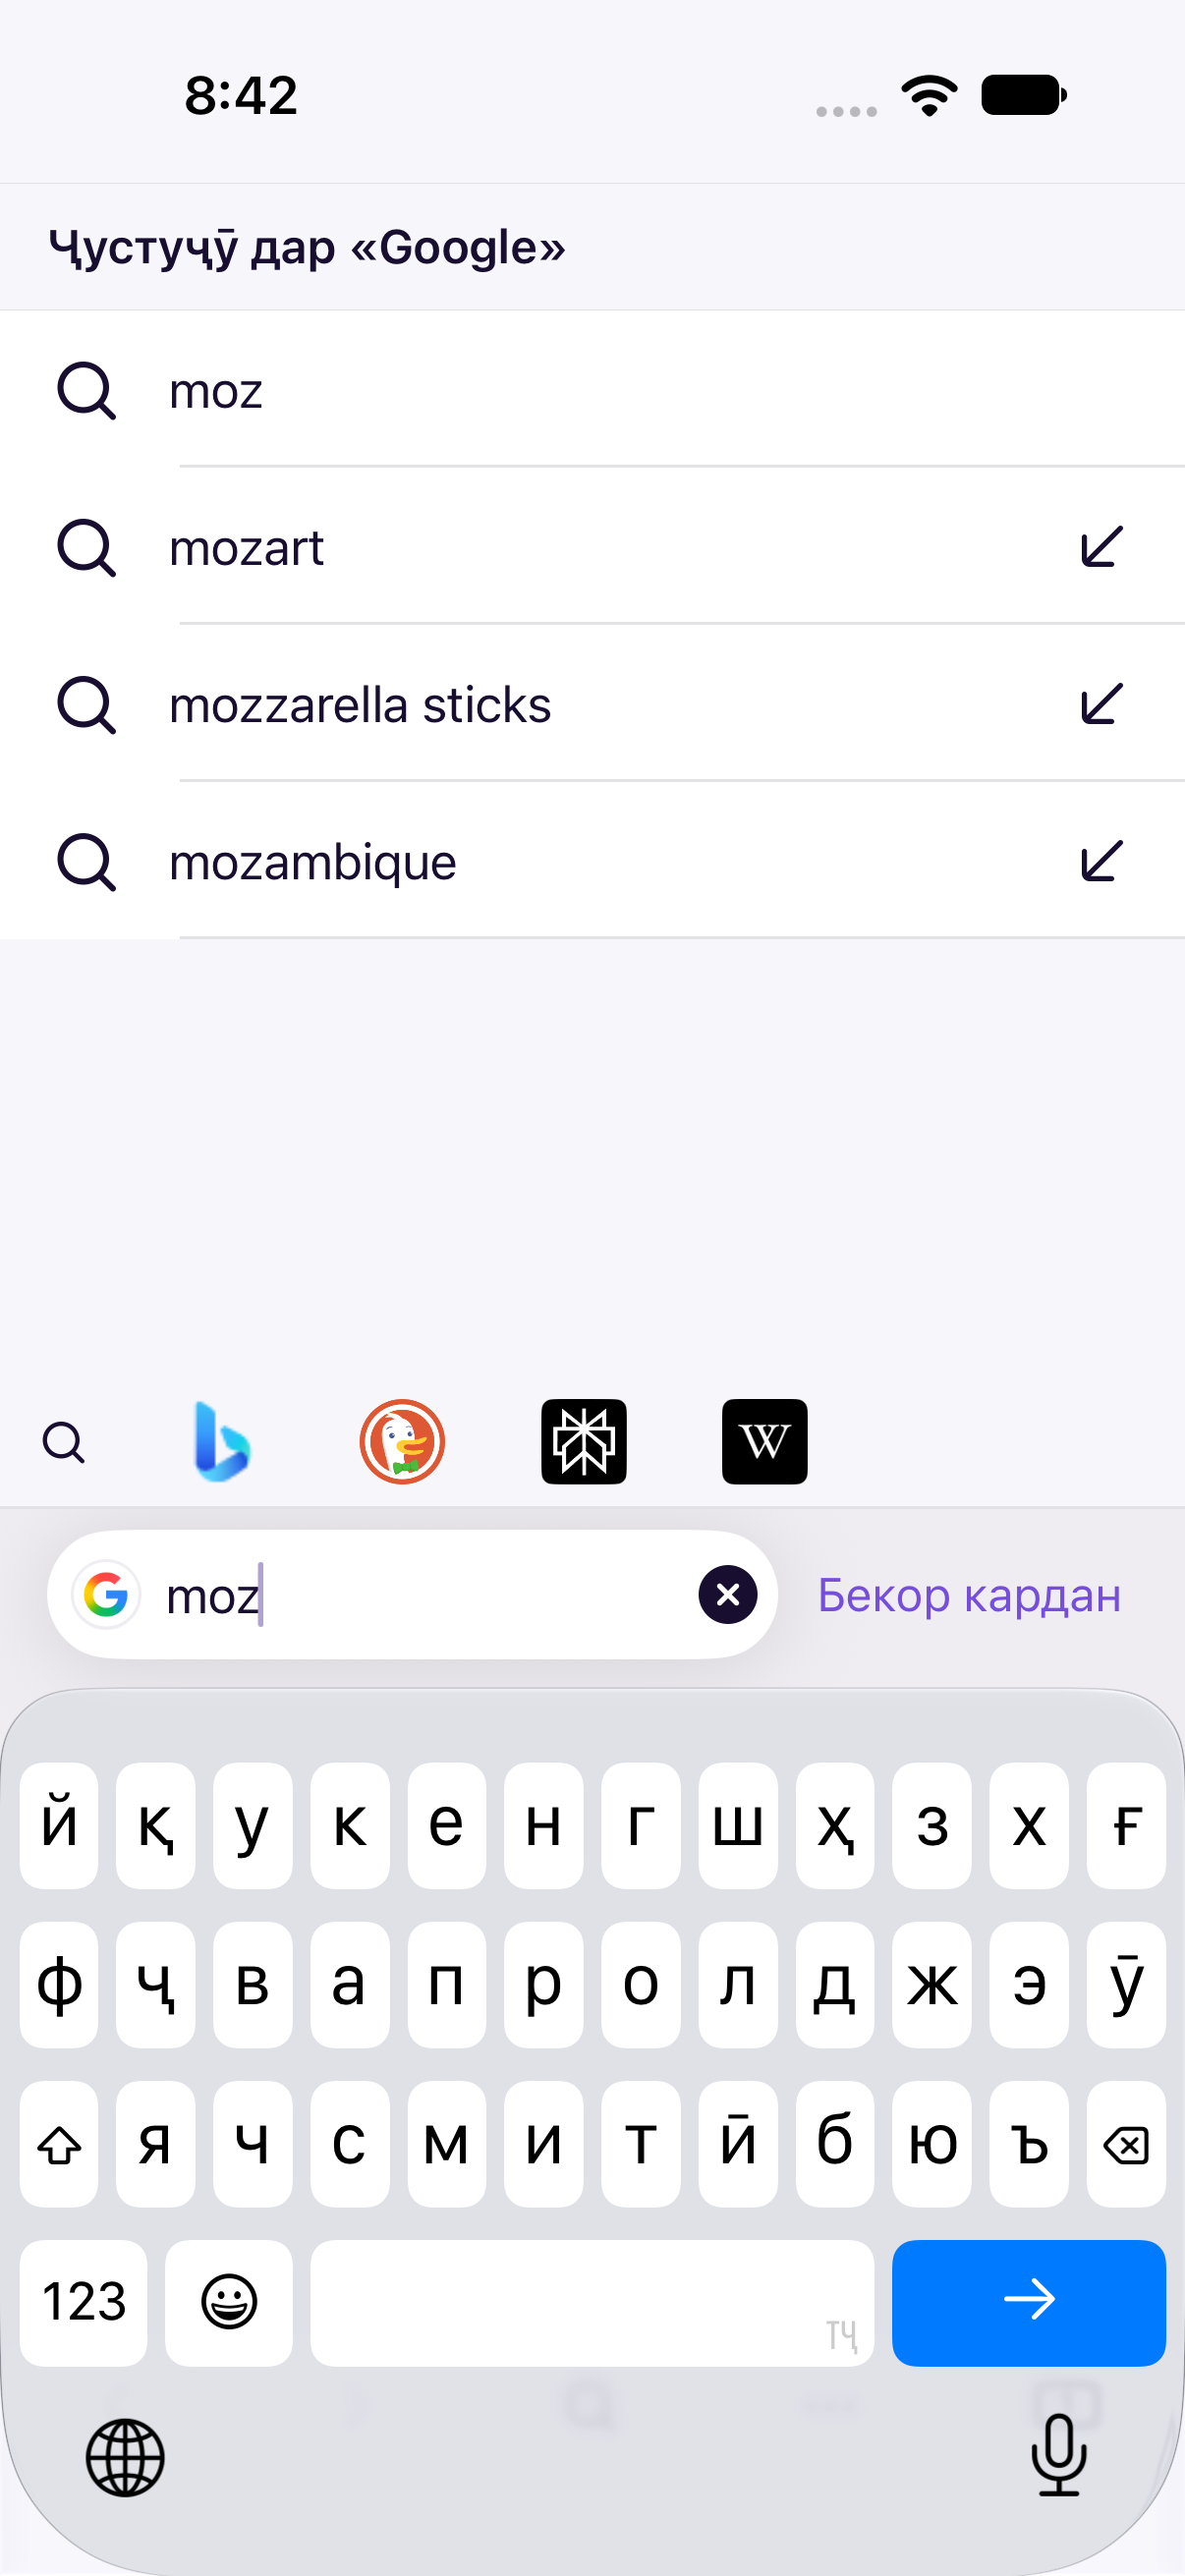 8:42
Ҷустуҷӯ дар «Google»
moz
mozart
mozzarella sticks
mozambique
W
moz
Бекор кардан
й қ у к е н г ш ҳ з х ғ
ф ҷ в а п р о л д ж э ӯ
я ч с м и т ӣ б ю ъ
123
ТҶ